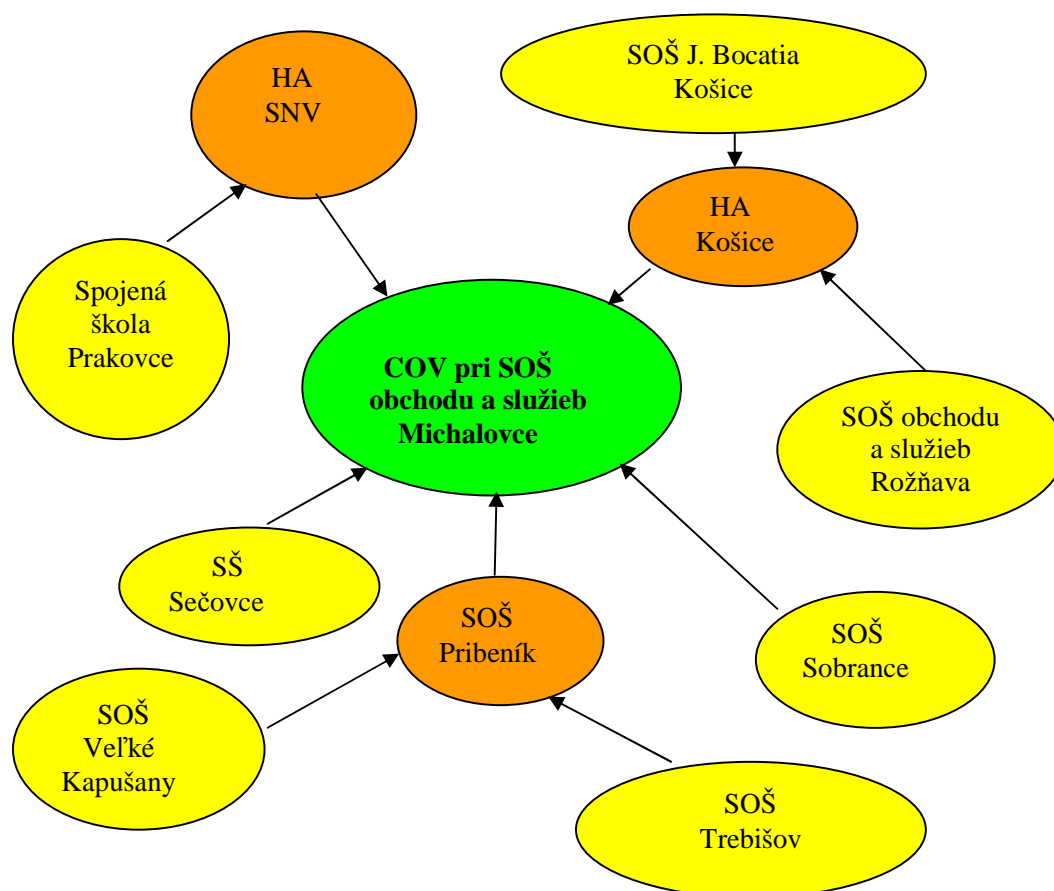 HA
SNV
SOŠ J. Bocatia
Košice
HA
Košice
Spojená
škola
Prakovce
COV pri SOŠ
obchodu a služieb
Michalovce
SOŠ obchodu
a služieb
Rožňava
SŠ
Sečovce
SOŠ
Pribeník
SOŠ
Sobrance
SOŠ
Veľké
Kapušany
SOŠ
Trebišov